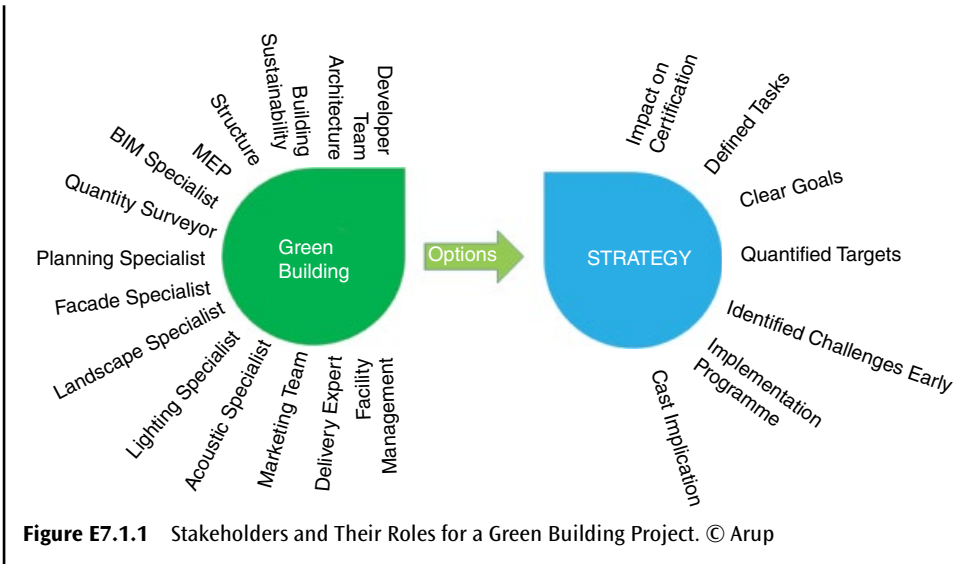 Developer
Team
Architecture
Building
Sustainability
Structure
MEP
BIM Specialist
Quantity Surveyor
Planning Specialist
Facade Specialist
Landscape Specialist
Lighting Specialist
Acoustic Specialist
Marketing Team
Delivery Expert
Facility
Management
Green
Building
Options
STRATEGY
Impact on
Certification
Defined Tasks
Clear Goals
Quantified Targets
Identified Challenges Early
Implementation
Programme
Cast Implication
Figure E7.1.1 Stakeholders and Their Roles for a Green Building Project. © Arup